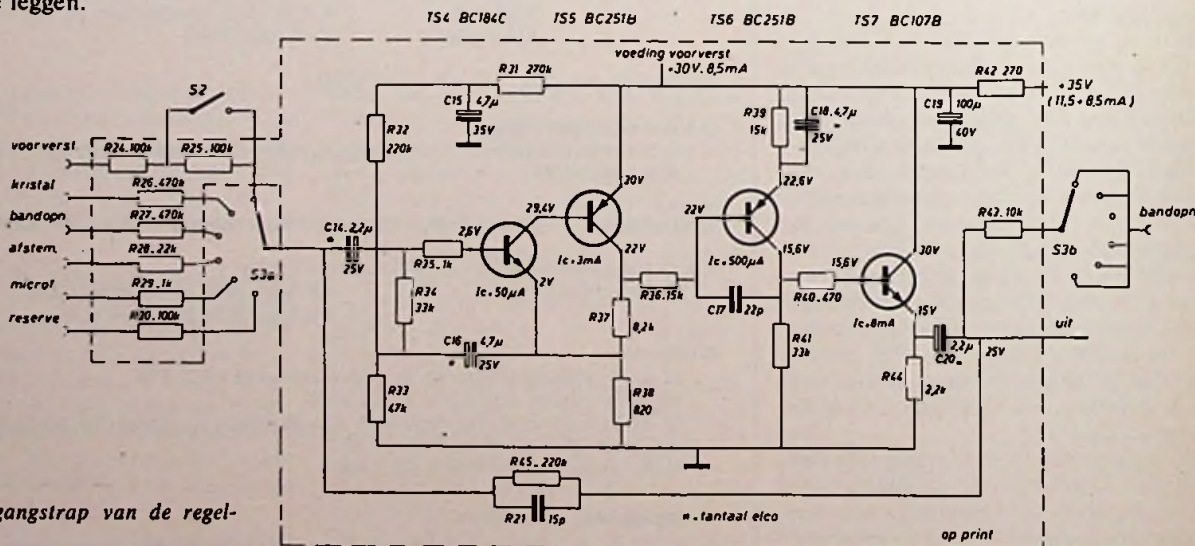 e leggen.
TS4 BC184C
TS5 BC251B
TS6 BC251B
TS7 BC107B
voeding voorverst
+30V. 8,5mA
R31 270k
R42 270
+35V
(11,5+8,5mA)
S2
C15
4,7µ
35V
R39
15k
C18.4,7µ
25V
C19
100µ
40V
R32
220k
voorverst
R24.100k
R25.100k
kristal
R26.470k
bandopn
R27.470k
afstem.
R28.22k
microf
R29.1k
reserve
R30.100k
S3a
*C14.2,2µ
25V
R35.1k
2,6V
29,4V
2V
Ic.50µA
R34
33k
C16
4,7µ
*
25V
R33
47k
30V
22V
Ic.3mA
R36.15k
R37
8,2k
R38
820
22V
22,6V
15,6V
Ic.500µA
C17
22p
R40.470
15,6V
R41
33k
30V
15V
Ic.8mA
R43.10k
S3b
bandopn
uit
2,2µ
25V
C20*
R44
2,2k
R45.220k
R21
15p
*.tantaal elco
op print
gangstrap van de regel-